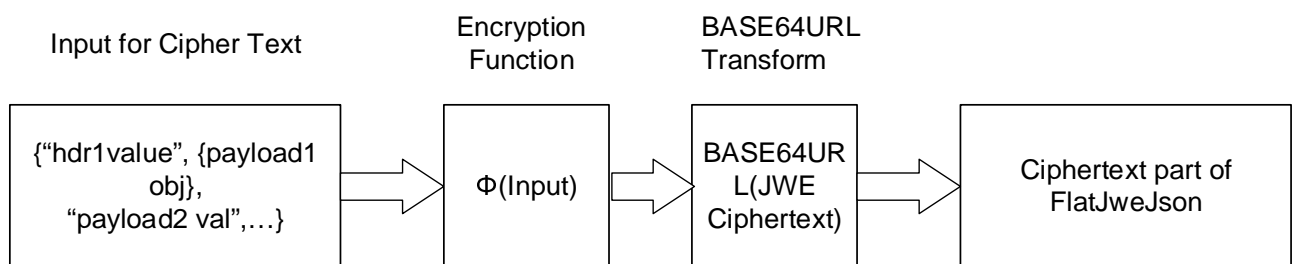 Input for Cipher Text
Encryption
Function
BASE64URL
Transform
{“hdr1value”, {payload1
obj},
“payload2 val”,…}
Φ(Input)
BASE64UR
L(JWE
Ciphertext)
Ciphertext part of
FlatJweJson